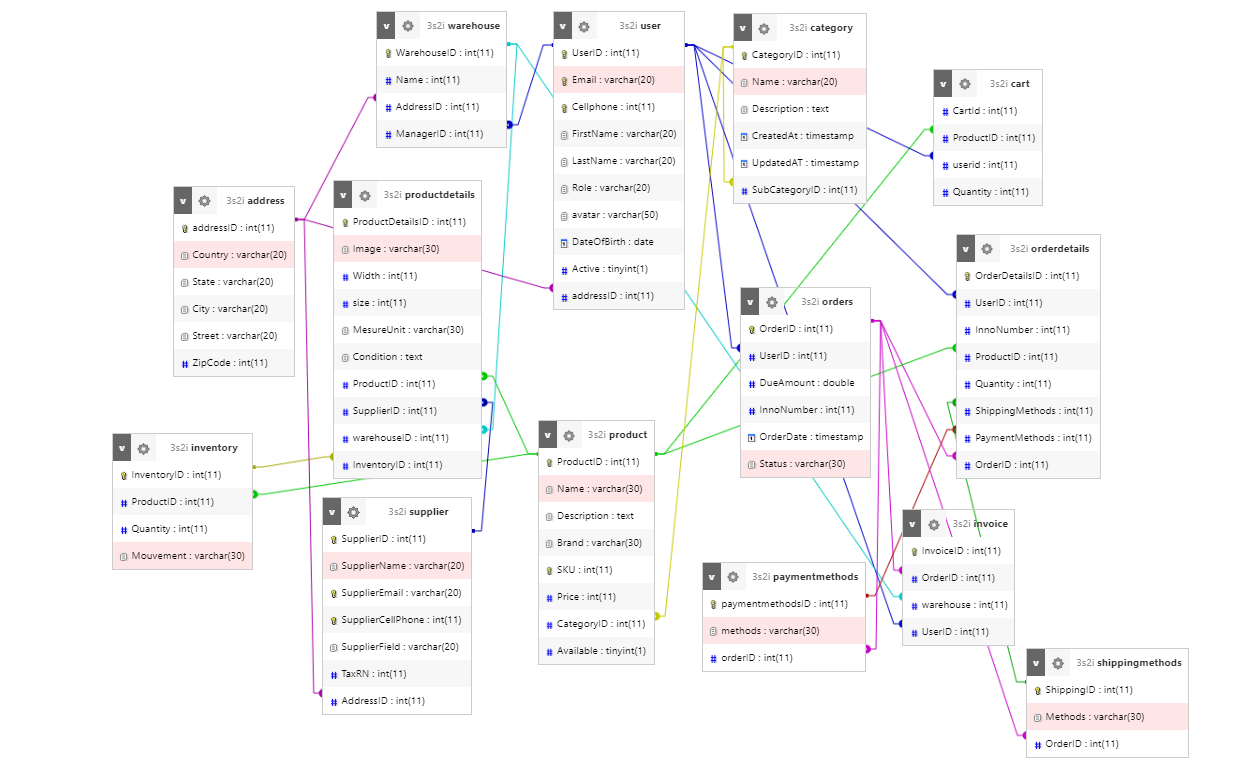 v 3s2i warehouse
WarehouseID : int(11)
Name : int(11)
AddressID : int(11)
ManagerID : int(11)
v 3s2i user
UserID : int(11)
Email : varchar(20)
Cellphone : int(11)
FirstName : varchar(20)
LastName : varchar(20)
Role : varchar(20)
avatar : varchar(50)
DateOfBirth : date
Active : tinyint(1)
addressID : int(11)
v 3s2i category
CategoryID : int(11)
Name : varchar(20)
Description : text
CreatedAt : timestamp
UpdatedAT : timestamp
SubCategoryID : int(11)
v 3s2i cart
CartId : int(11)
ProductID : int(11)
userid : int(11)
Quantity : int(11)
v 3s2i address
addressID : int(11)
Country : varchar(20)
State : varchar(20)
City : varchar(20)
Street : varchar(20)
ZipCode : int(11)
v 3s2i productdetails
ProductDetailsID : int(11)
Image : varchar(30)
Width : int(11)
size : int(11)
MesureUnit : varchar(30)
Condition : text
ProductID : int(11)
SupplierID : int(11)
warehouseID : int(11)
InventoryID : int(11)
v 3s2i orders
OrderID : int(11)
UserID : int(11)
DueAmount : double
InnoNumber : int(11)
OrderDate : timestamp
Status : varchar(30)
v 3s2i orderdetails
OrderDetailsID : int(11)
UserID : int(11)
InnoNumber : int(11)
ProductID : int(11)
Quantity : int(11)
ShippingMethods : int(11)
PaymentMethods : int(11)
OrderID : int(11)
v 3s2i inventory
InventoryID : int(11)
ProductID : int(11)
Quantity : int(11)
Mouvement : varchar(30)
v 3s2i supplier
SupplierID : int(11)
SupplierName : varchar(20)
SupplierEmail : varchar(20)
SupplierCellPhone : int(11)
SupplierField : varchar(20)
TaxRN : int(11)
AddressID : int(11)
v 3s2i product
ProductID : int(11)
Name : varchar(30)
Description : text
Brand : varchar(30)
SKU : int(11)
Price : int(11)
CategoryID : int(11)
Available : tinyint(1)
v 3s2i paymentmethods
paymentmethodsID : int(11)
methods : varchar(30)
orderID : int(11)
v 3s2i invoice
InvoiceID : int(11)
OrderID : int(11)
warehouse : int(11)
UserID : int(11)
v 3s2i shippingmethods
ShippingID : int(11)
Methods : varchar(30)
OrderID : int(11)